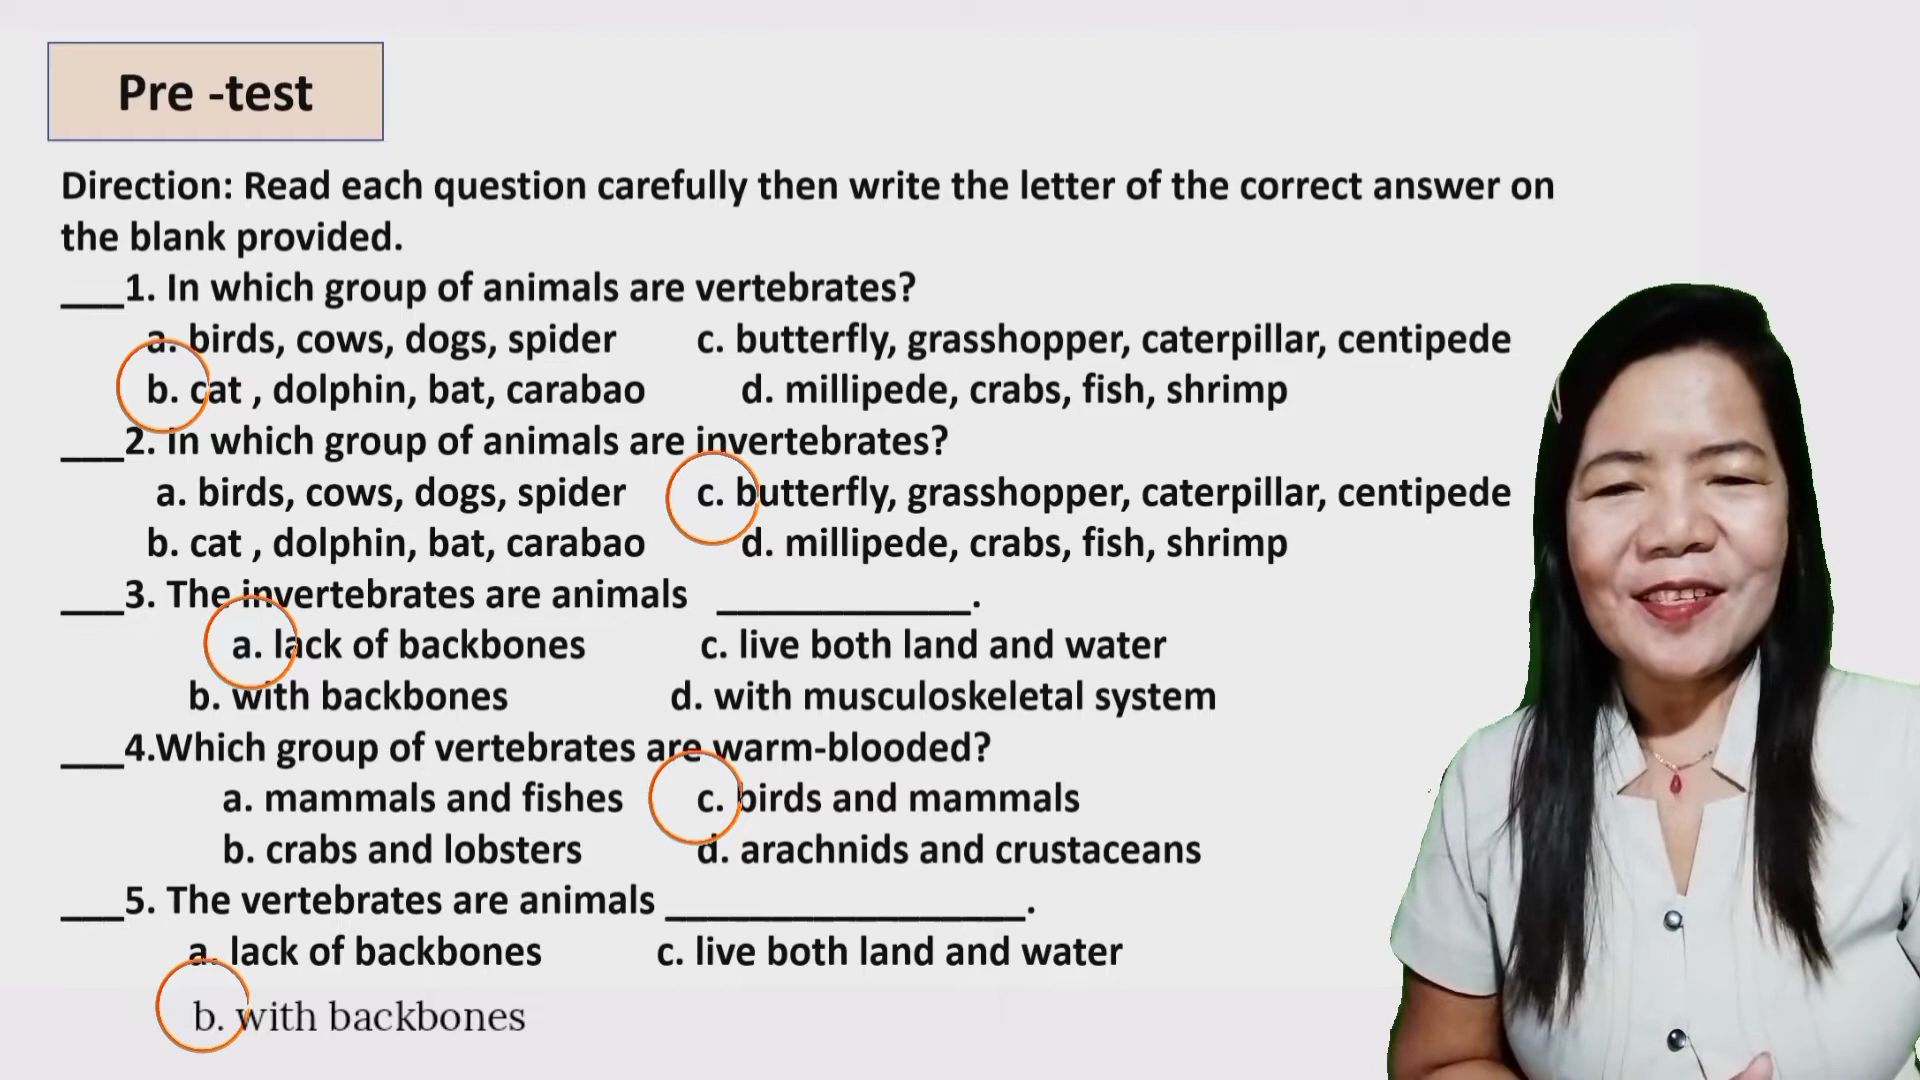 Pre -test
Direction: Read each question carefully then write the letter of the correct answer on
the blank provided.
___1. In which group of animals are vertebrates?
a. birds, cows, dogs, spider c. butterfly, grasshopper, caterpillar, centipede
b. cat , dolphin, bat, carabao d. millipede, crabs, fish, shrimp
___2. In which group of animals are invertebrates?
a. birds, cows, dogs, spider c. butterfly, grasshopper, caterpillar, centipede
b. cat , dolphin, bat, carabao d. millipede, crabs, fish, shrimp
___3. The invertebrates are animals ____________.
a. lack of backbones c. live both land and water
b. with backbones d. with musculoskeletal system
___4.Which group of vertebrates are warm-blooded?
a. mammals and fishes c. birds and mammals
b. crabs and lobsters d. arachnids and crustaceans
___5. The vertebrates are animals _________________.
a. lack of backbones c. live both land and water
b. with backbones